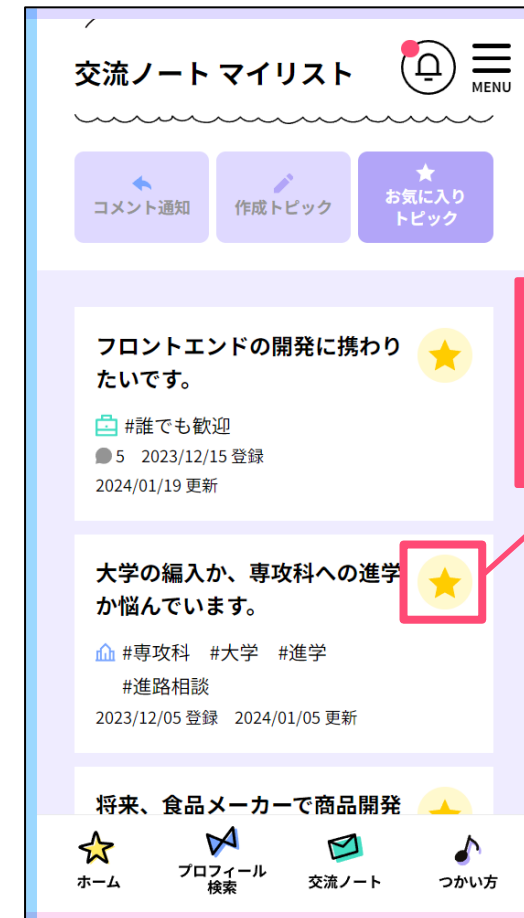 交流ノート マイリスト
MENU
コメント通知
作成トピック
お気に入り
トピック
フロントエンドの開発に携わり
たいです。
#誰でも歓迎
5 2023/12/15 登録
2024/01/19 更新
大学の編入か、専攻科への進学
か悩んでいます。
#専攻科 #大学 #進学
#進路相談
2023/12/05 登録 2024/01/05 更新
将来、食品メーカーで商品開発
ホーム
プロフィール
検索
交流ノート
つかい方